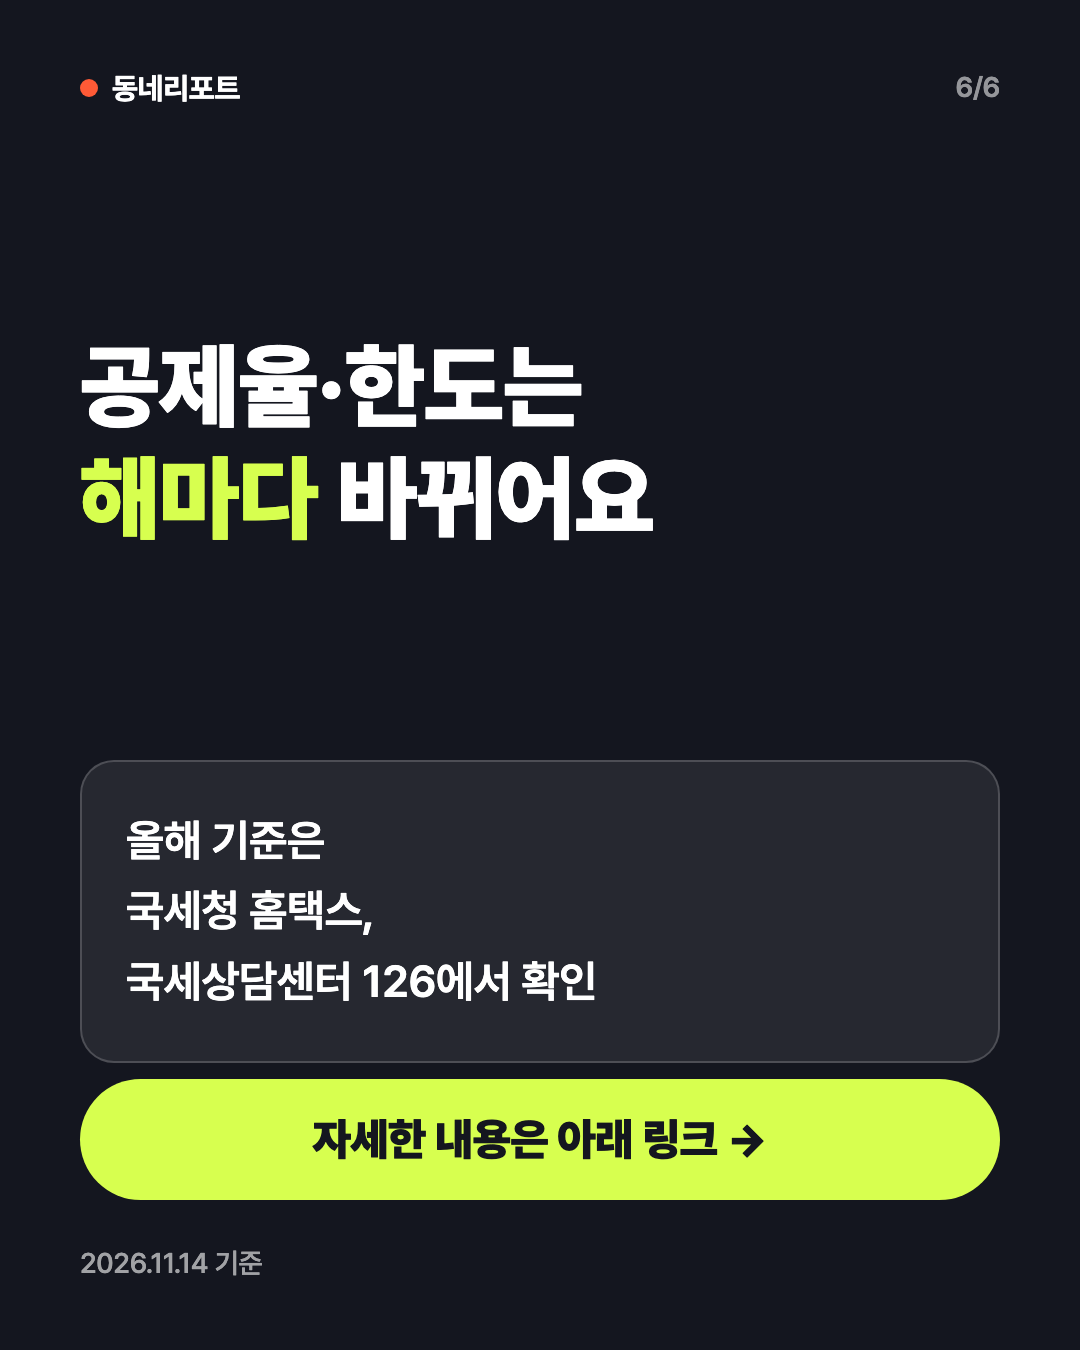 동네리포트
6/6
공제율·한도는
해마다 바뀌어요
올해 기준은
국세청 홈택스,
국세상담센터 126에서 확인
자세한 내용은 아래 링크 →
2026.11.14 기준